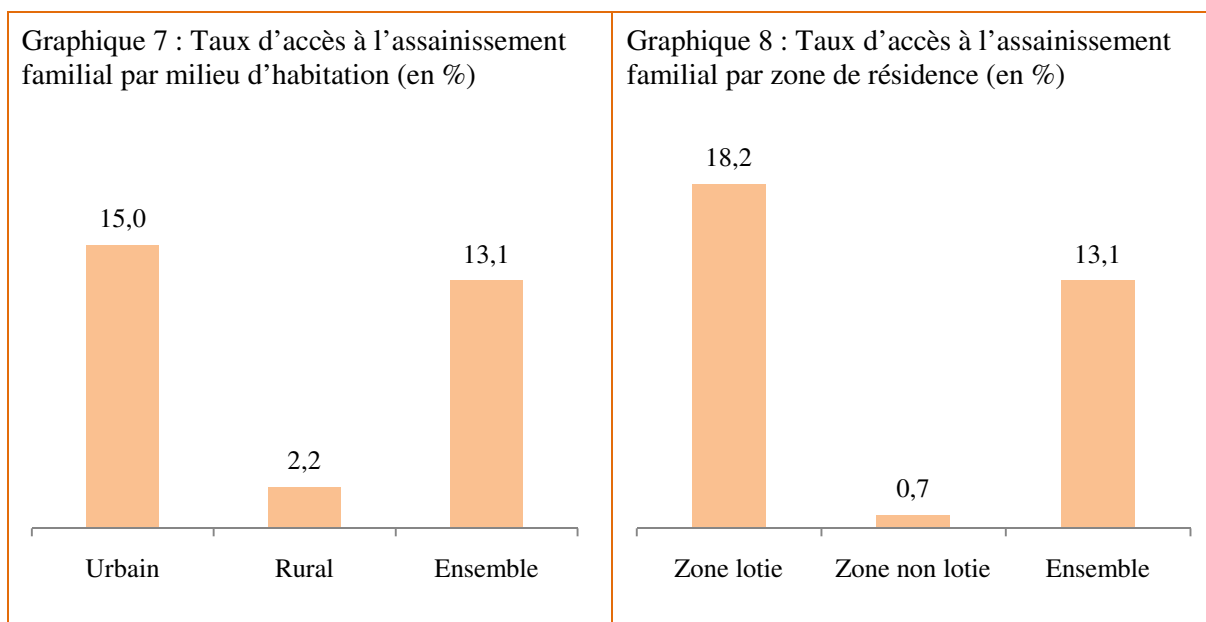 Graphique 7 : Taux d’accès à l’assainissement
familial par milieu d’habitation (en %)
15,0
2,2
13,1
Urbain
Rural
Ensemble
Graphique 8 : Taux d’accès à l’assainissement
familial par zone de résidence (en %)
18,2
0,7
13,1
Zone lotie
Zone non lotie
Ensemble